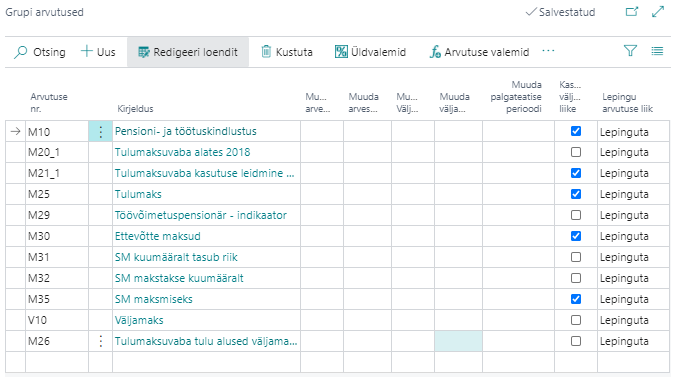 Grupi arvutused
Salvestatud
Otsing Uus Redigeeri loendit Kustuta Üldvalemid Arvutuse valemid ...
Arvutuse nr. Kirjeldus Mu... arve... Muuda arves... Mu... Välj... Muuda välja... Muuda palgateatise perioodi Kas... välj... liike Lepingu arvutuse liik
M10 Pensioni- ja töötuskindlustus Lepinguta
M20_1 Tulumaksuvaba alates 2018 Lepinguta
M21_1 Tulumaksuvaba kasutuse leidmine ... Lepinguta
M25 Tulumaks Lepinguta
M29 Töövõimetuspensionär - indikaator Lepinguta
M30 Ettevõtte maksud Lepinguta
M31 SM kuumääralt tasub riik Lepinguta
M32 SM makstakse kuumääralt Lepinguta
M35 SM maksmiseks Lepinguta
V10 Väljamaks Lepinguta
M26 Tulumaksuvaba tulu alused väljama... Lepinguta